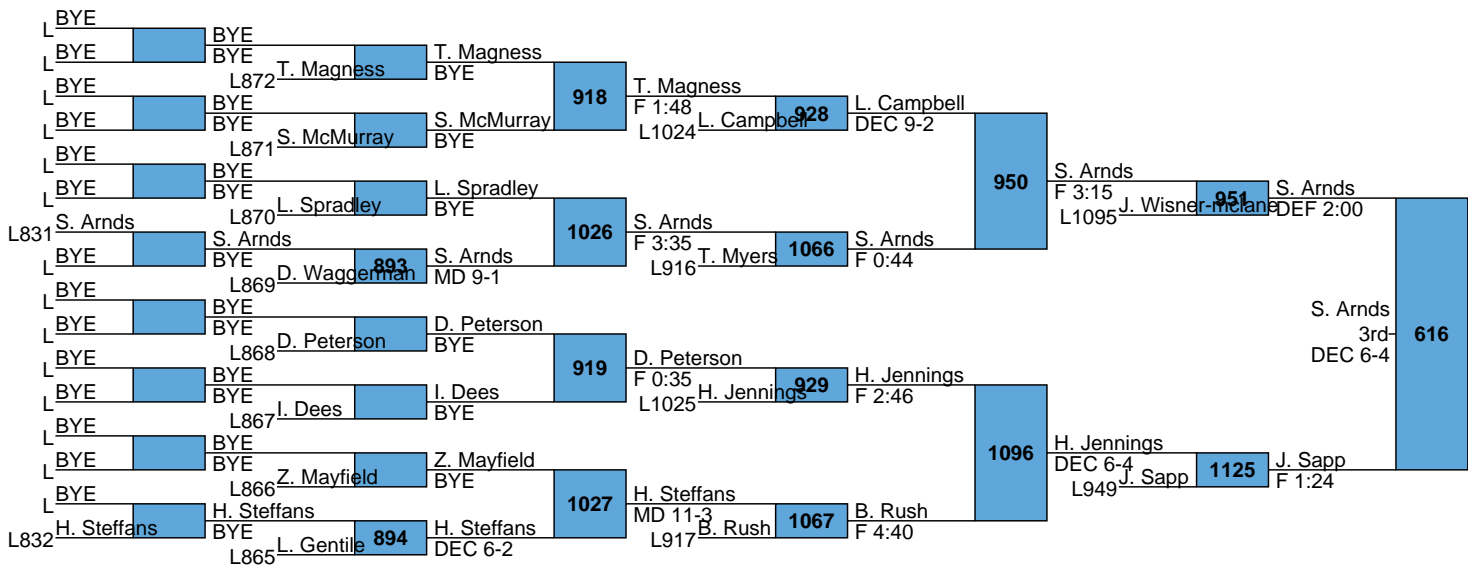 BYE
L
BYE
L
BYE
BYE
L872
T. Magness
T. Magness
BYE
BYE
L
BYE
L
BYE
BYE
L871
S. McMurray
S. McMurray
BYE
918
T. Magness
F 1:48
L1024
L. Campbell
928
L. Campbell
DEC 9-2
BYE
L
BYE
L
BYE
BYE
L870
L. Spradley
L. Spradley
BYE
L831
S. Arnds
L
BYE
S. Arnds
BYE
L869
D. Waggerman
893
S. Arnds
MD 9-1
1026
S. Arnds
F 3:35
L916
T. Myers
1066
S. Arnds
F 0:44
950
S. Arnds
F 3:15
L1095
J. Wisner-mclane
951
S. Arnds
DEF 2:00
BYE
L
BYE
L
BYE
BYE
L868
D. Peterson
D. Peterson
BYE
BYE
L
BYE
L
BYE
BYE
L867
I. Dees
I. Dees
BYE
919
D. Peterson
F 0:35
L1025
H. Jennings
929
H. Jennings
F 2:46
BYE
L
BYE
L
BYE
BYE
L866
Z. Mayfield
Z. Mayfield
BYE
BYE
L
L832
H. Steffans
H. Steffans
BYE
L865
L. Gentile
894
H. Steffans
DEC 6-2
1027
H. Steffans
MD 11-3
L917
B. Rush
1067
B. Rush
F 4:40
1096
H. Jennings
DEC 6-4
L949
J. Sapp
1125
J. Sapp
F 1:24
616
S. Arnds
3rd
DEC 6-4